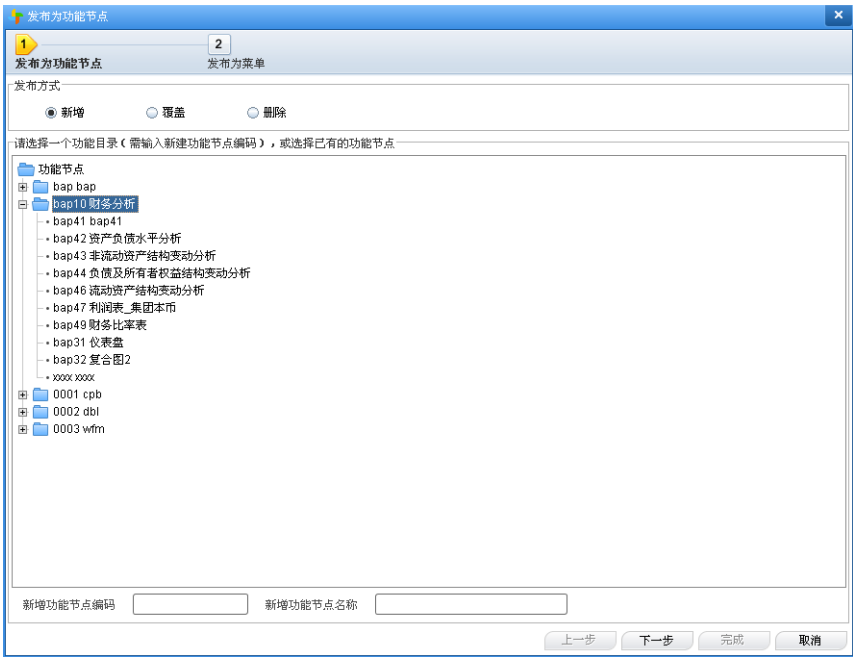 发布为功能节点
1 2
发布为功能节点 发布为菜单
发布方式
新增 覆盖 删除
请选择一个功能目录(需输入新建功能节点编码),或选择已有的功能节点
功能节点
bap bap
bap10 财务分析
bap41 bap41
bap42 资产负债水平分析
bap43 非流动资产结构变动分析
bap44 负债及所有者权益结构变动分析
bap46 流动资产结构变动分析
bap47 利润表_集团本币
bap49 财务比率表
bap31 仪表盘
bap32 复合图2
xxxx xxxx
0001 cpb
0002 dbl
0003 wfm
新增功能节点编码 新增功能节点名称
上一步 下一步 完成 取消